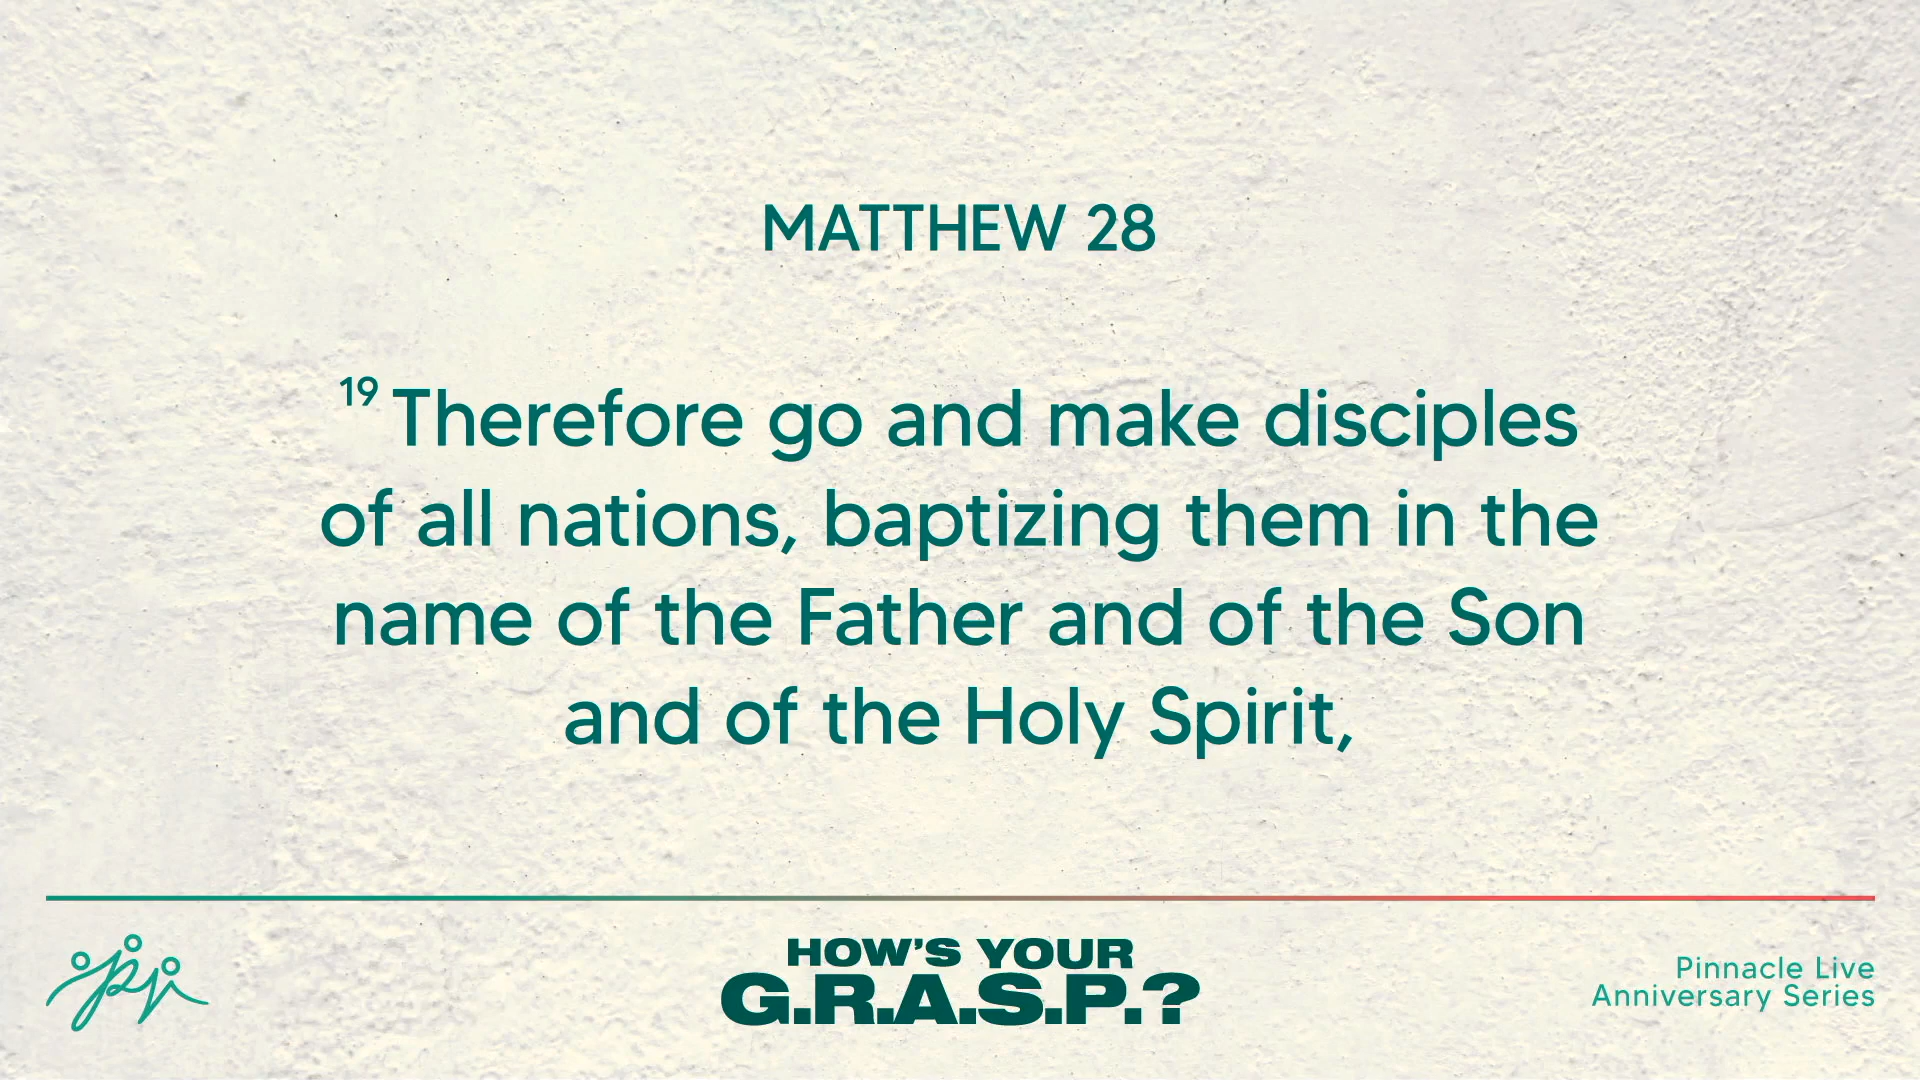 MATTHEW 28
19 Therefore go and make disciples
of all nations, baptizing them in the
name of the Father and of the Son
and of the Holy Spirit,
HOW'S YOUR
G.R.A.S.P.?
Pinnacle Live
Anniversary Series